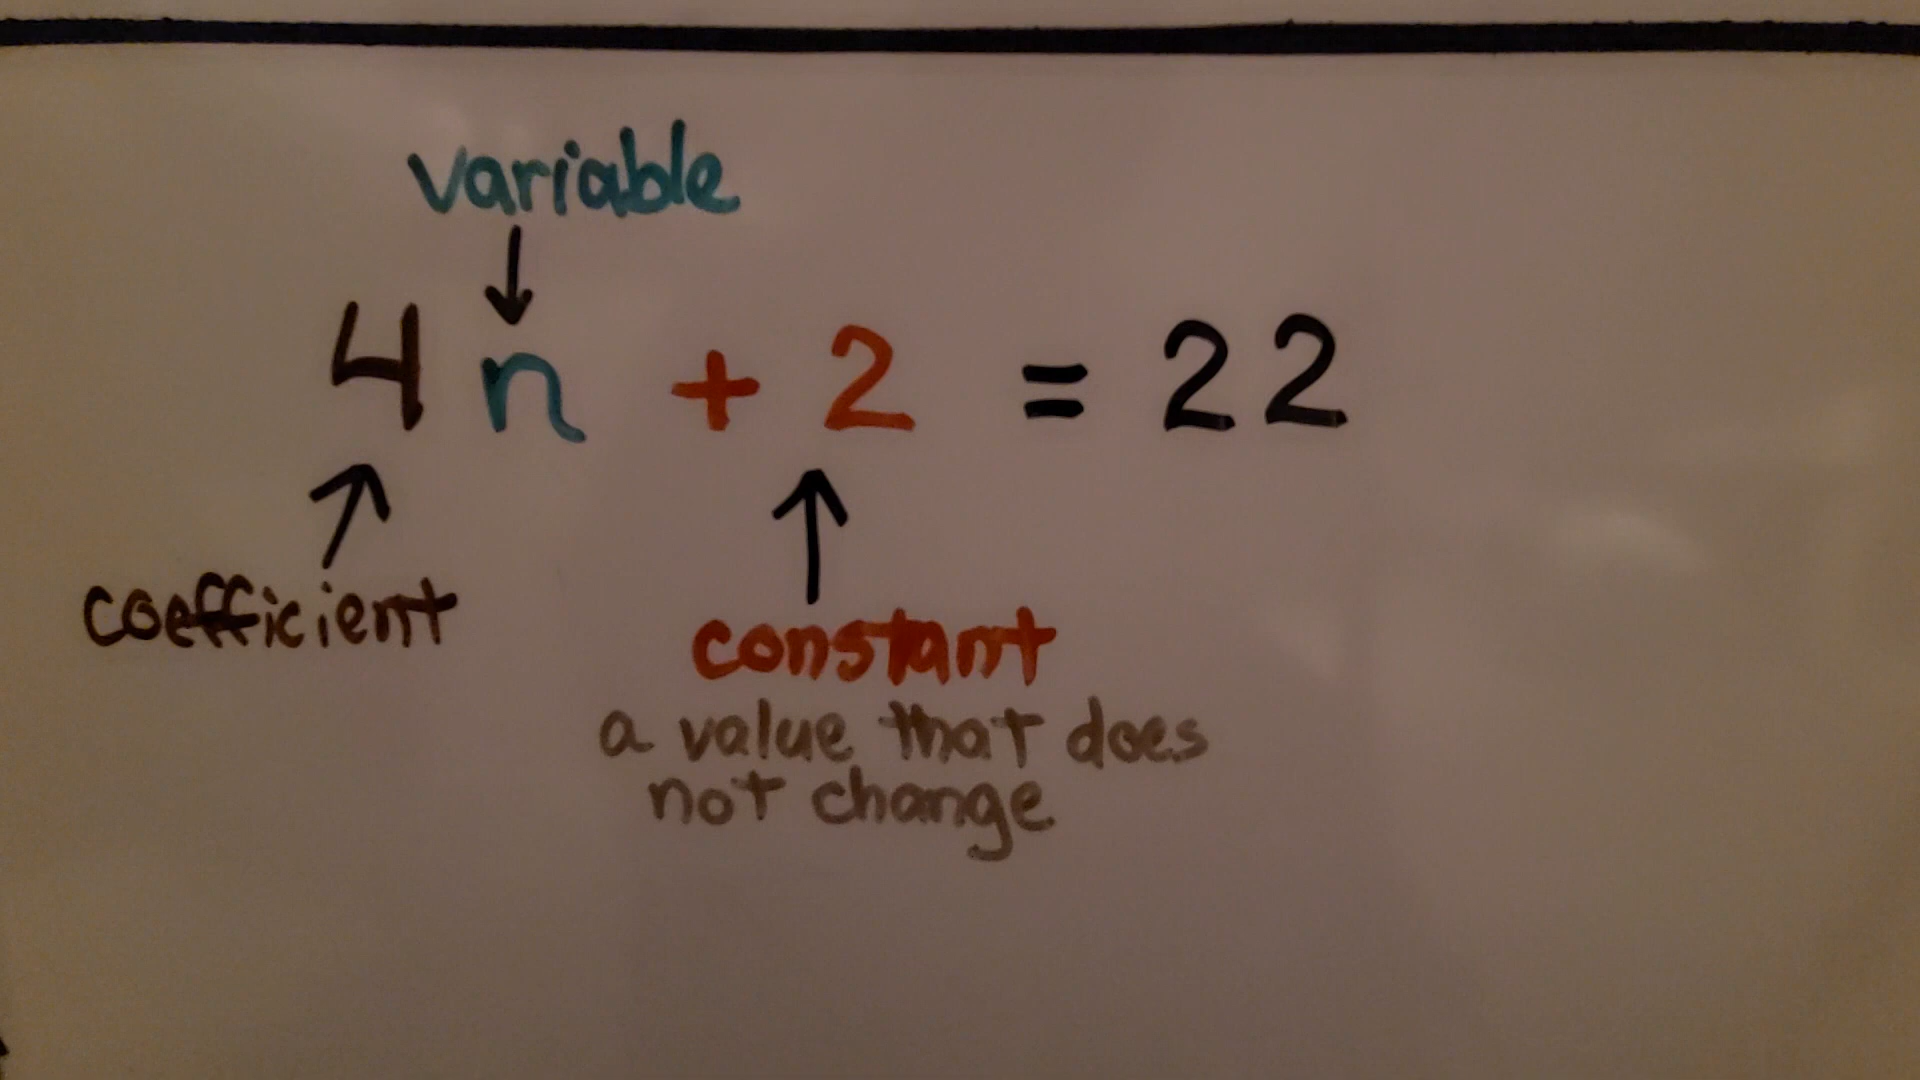 variable
4n + 2 = 22
coefficient
constant
a value that does
not change